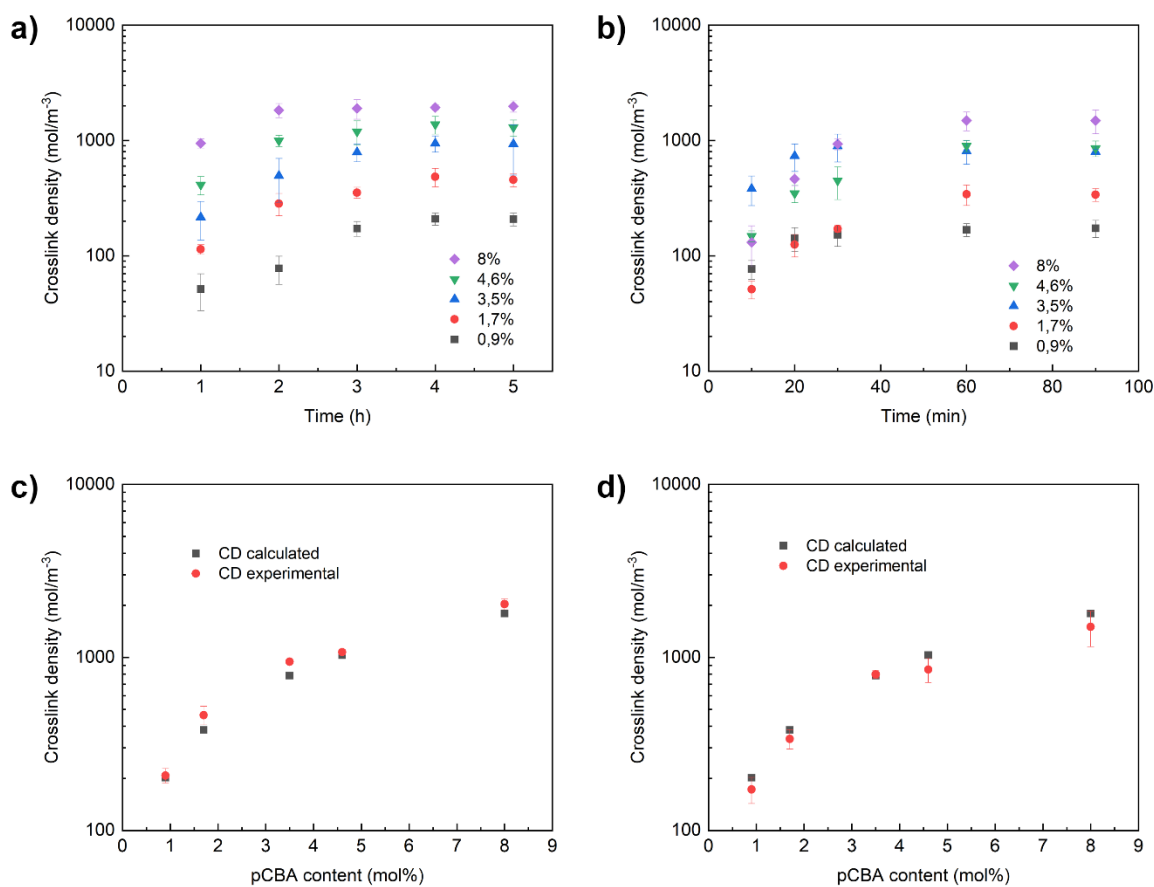 a)
10000
1000
100
10
Crosslink density (mol/m⁻³)
8%
4,6%
3,5%
1,7%
0,9%
0 1 2 3 4 5
Time (h)
b)
10000
1000
100
10
Crosslink density (mol/m⁻³)
8%
4,6%
3,5%
1,7%
0,9%
0 20 40 60 80 100
Time (min)
c)
10000
1000
100
Crosslink density (mol/m⁻³)
CD calculated
CD experimental
0 1 2 3 4 5 6 7 8 9
pCBA content (mol%)
d)
10000
1000
100
Crosslink density (mol/m⁻³)
CD calculated
CD experimental
0 1 2 3 4 5 6 7 8 9
pCBA content (mol%)